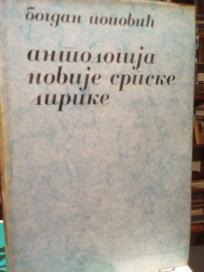 богдан поповић
антологија
новије српске
лирике